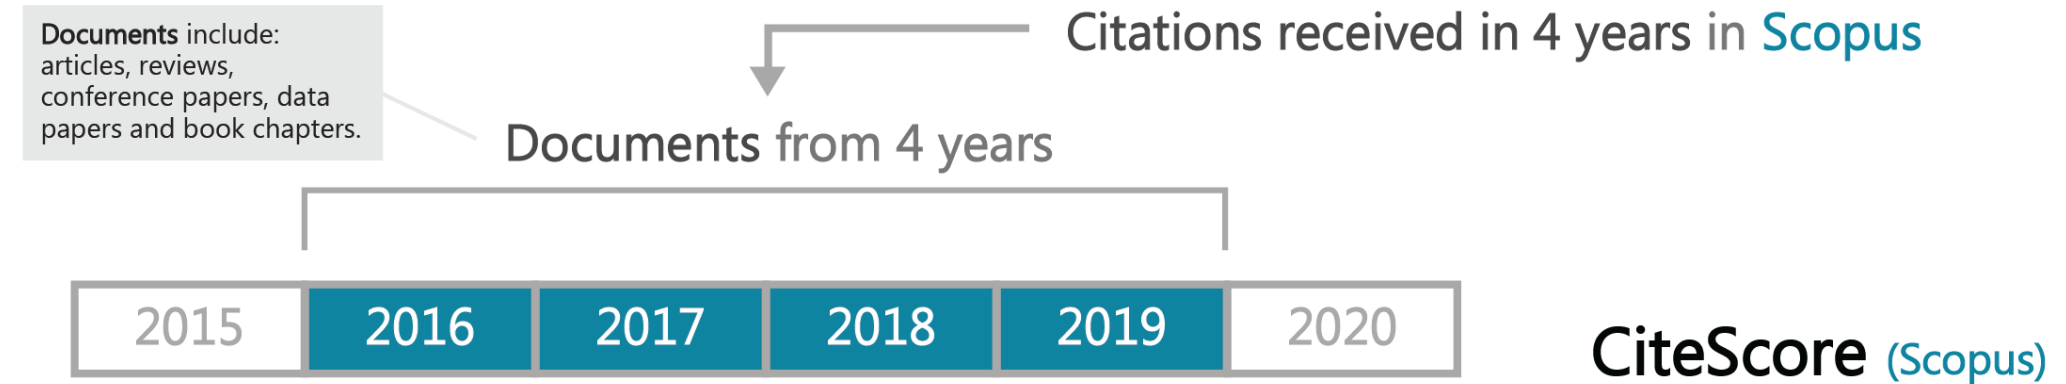 Documents include:
articles, reviews,
conference papers, data
papers and book chapters.
Citations received in 4 years in Scopus
Documents from 4 years
2015 2016 2017 2018 2019 2020
CiteScore (Scopus)